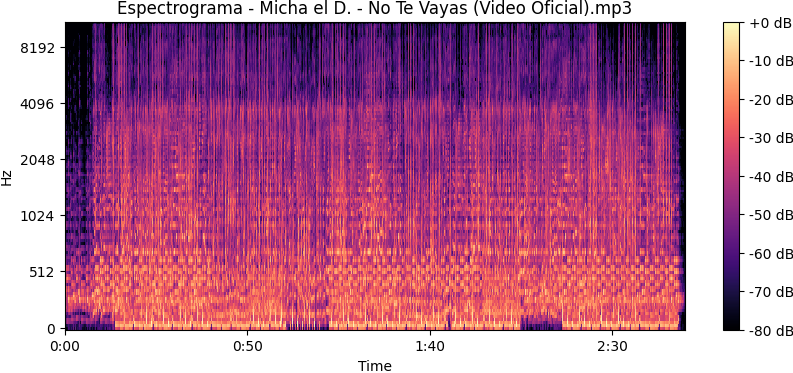 Espectrograma - Micha el D. - No Te Vayas (Video Oficial).mp3
Hz
8192
4096
2048
1024
512
0
0:00
0:50
1:40
2:30
Time
+0 dB
-10 dB
-20 dB
-30 dB
-40 dB
-50 dB
-60 dB
-70 dB
-80 dB